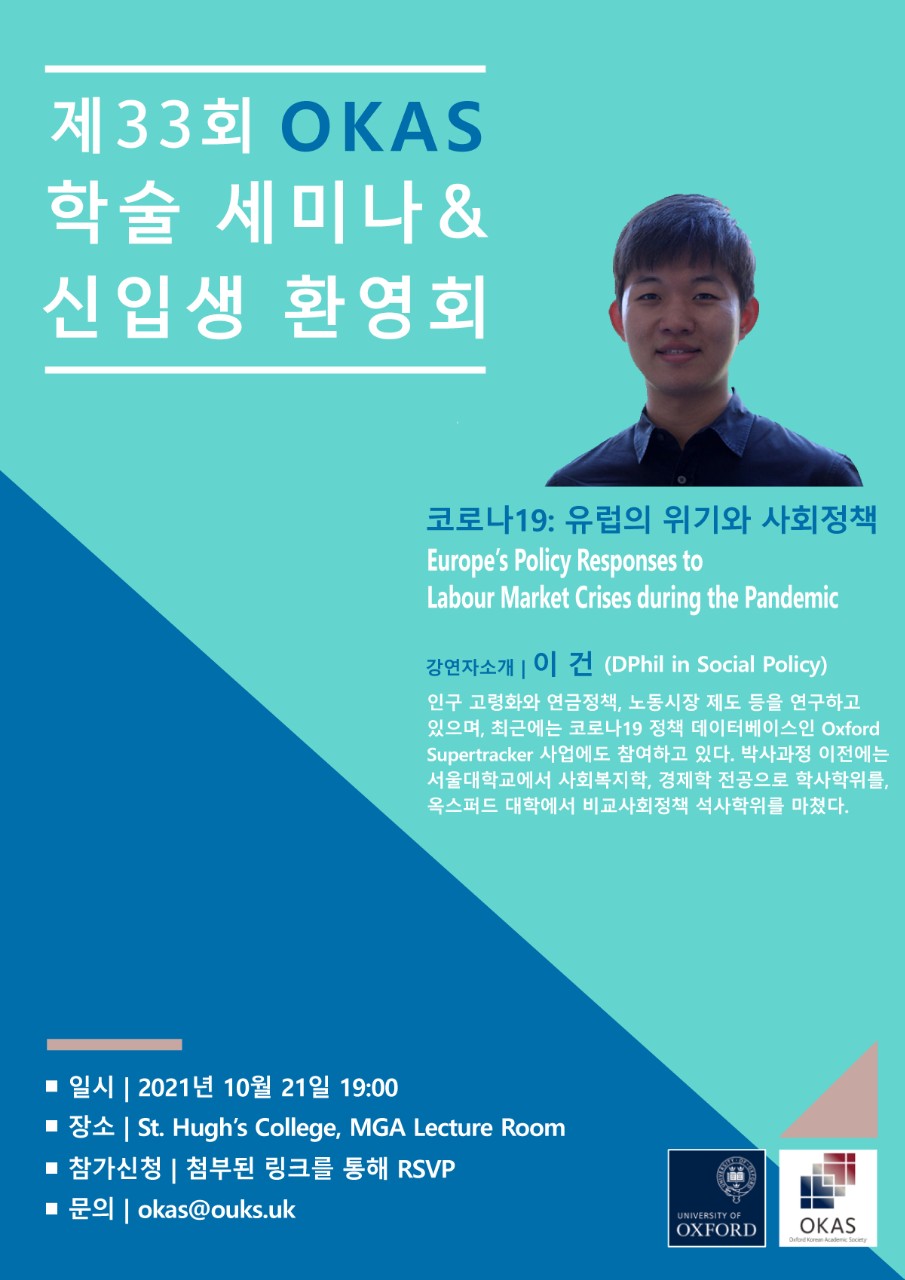 제33회 OKAS
학술 세미나&
신입생 환영회
코로나19: 유럽의 위기와 사회정책
Europe's Policy Responses to
Labour Market Crises during the Pandemic
강연자소개 | 이 건 (DPhil in Social Policy)
인구 고령화와 연금정책, 노동시장 제도 등을 연구하고
있으며, 최근에는 코로나19 정책 데이터베이스인 Oxford
Supertracker 사업에도 참여하고 있다. 박사과정 이전에는
서울대학교에서 사회복지학, 경제학 전공으로 학사학위를,
옥스퍼드 대학에서 비교사회정책 석사학위를 마쳤다.
■ 일시 | 2021년 10월 21일 19:00
■ 장소 | St. Hugh's College, MGA Lecture Room
■ 참가신청 | 첨부된 링크를 통해 RSVP
■ 문의 | okas@ouks.uk
UNIVERSITY OF
OXFORD
OKAS
Oxford Korean Academic Society